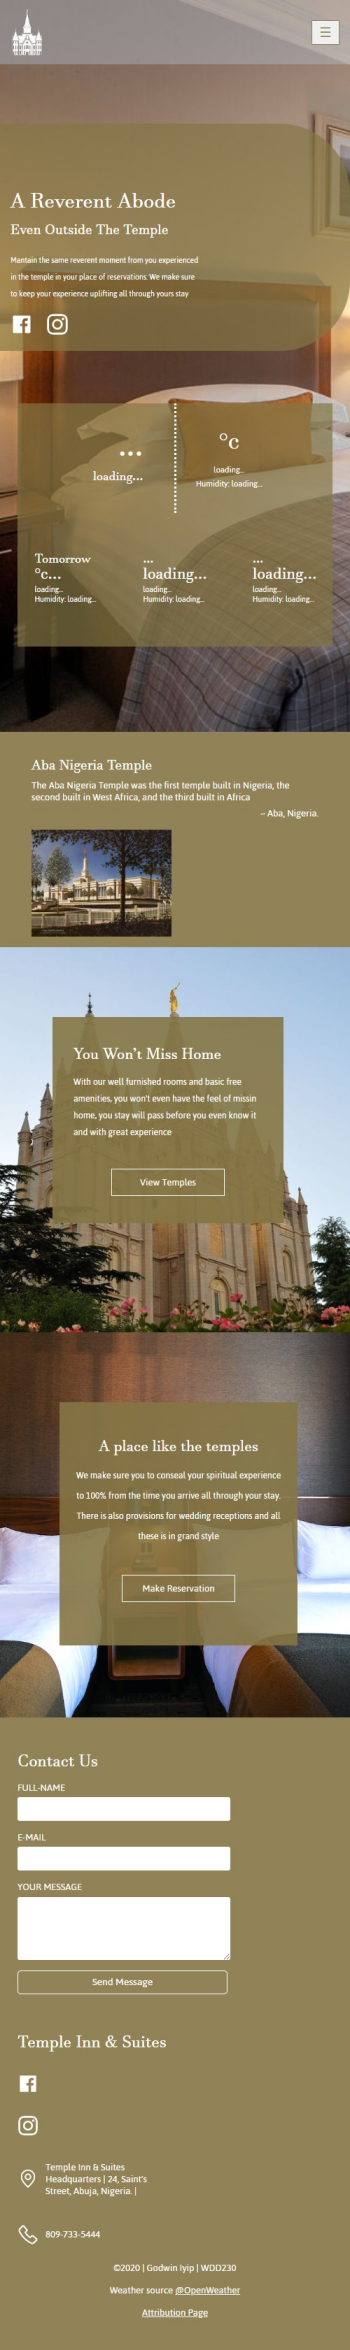 A Reverent Abode
Even Outside The Temple
Mantain the same reverent moment from you experienced
in the temple in your place of reservations. We make sure
to keep your experience uplifting all through yours stay
...
loading...
°c
loading...
Humidity: loading...
Tomorrow
°c...
loading...
Humidity: loading...
...
loading...
loading...
Humidity: loading...
...
loading...
loading...
Humidity: loading...
Aba Nigeria Temple
The Aba Nigeria Temple was the first temple built in Nigeria, the
second built in West Africa, and the third built in Africa
– Aba, Nigeria.
You Won't Miss Home
With our well furnished rooms and basic free
amenities, you won't even have the feel of missin
home, you stay will pass before you even know it
and with great experience
View Temples
A place like the temples
We make sure you to conseal your spiritual experience
to 100% from the time you arrive all through your stay.
There is also provisions for wedding receptions and all
these is in grand style
Make Reservation
Contact Us
FULL-NAME
E-MAIL
YOUR MESSAGE
Send Message
Temple Inn & Suites
Temple Inn & Suites
Headquarters | 24, Saint's
Street, Abuja, Nigeria. |
809-733-5444
©2020 | Godwin Iyip | WDD230
Weather source @OpenWeather
Attribution Page